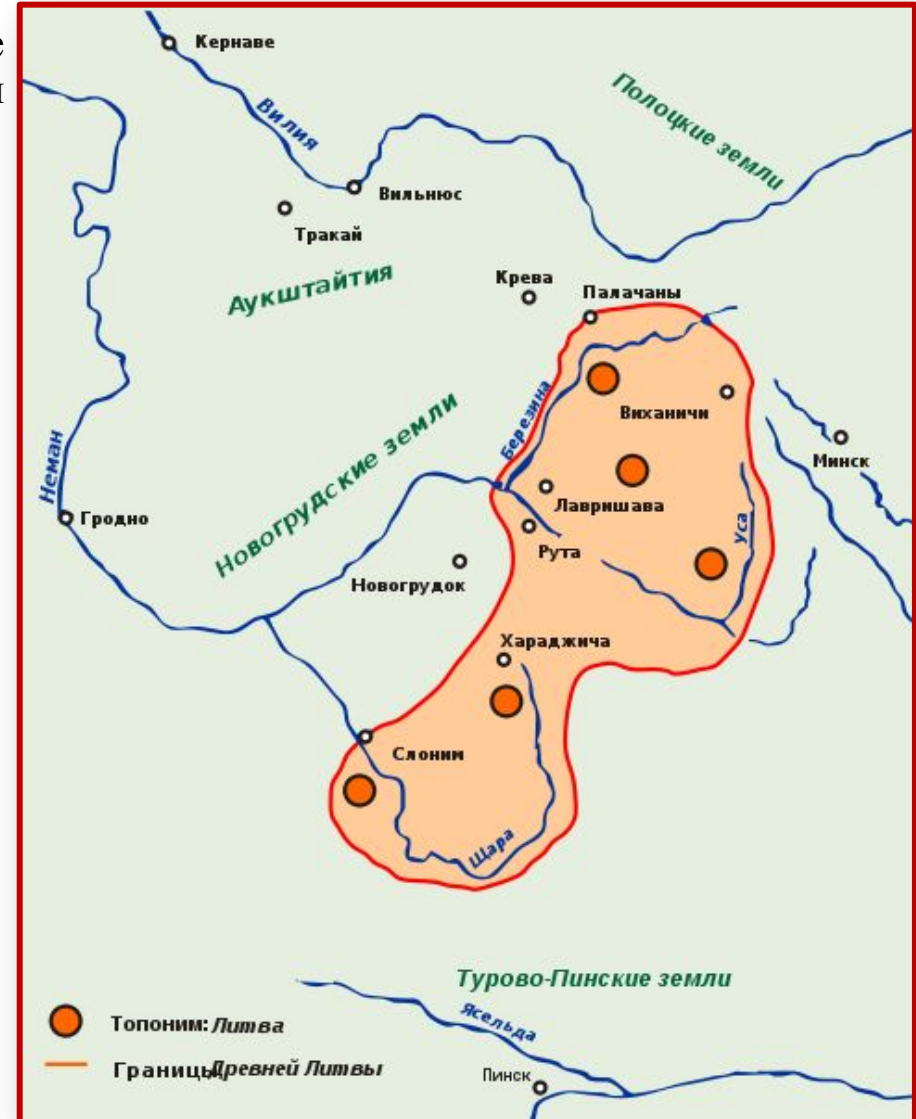 е
Кернаве
Полоцкие земли
Вилия
Вильнюс
Тракай
Крева
Палачаны
Аукштайтия
Виханичи
Березина
Минск
Неман
Новогрудские земли
Лавришава
Гродно
Рута
Уса
Новогрудок
Хараджича
Слоним
Щара
Турово-Пинские земли
Топоним: Литва
Ясельда
Границы Древней Литвы
Пинск